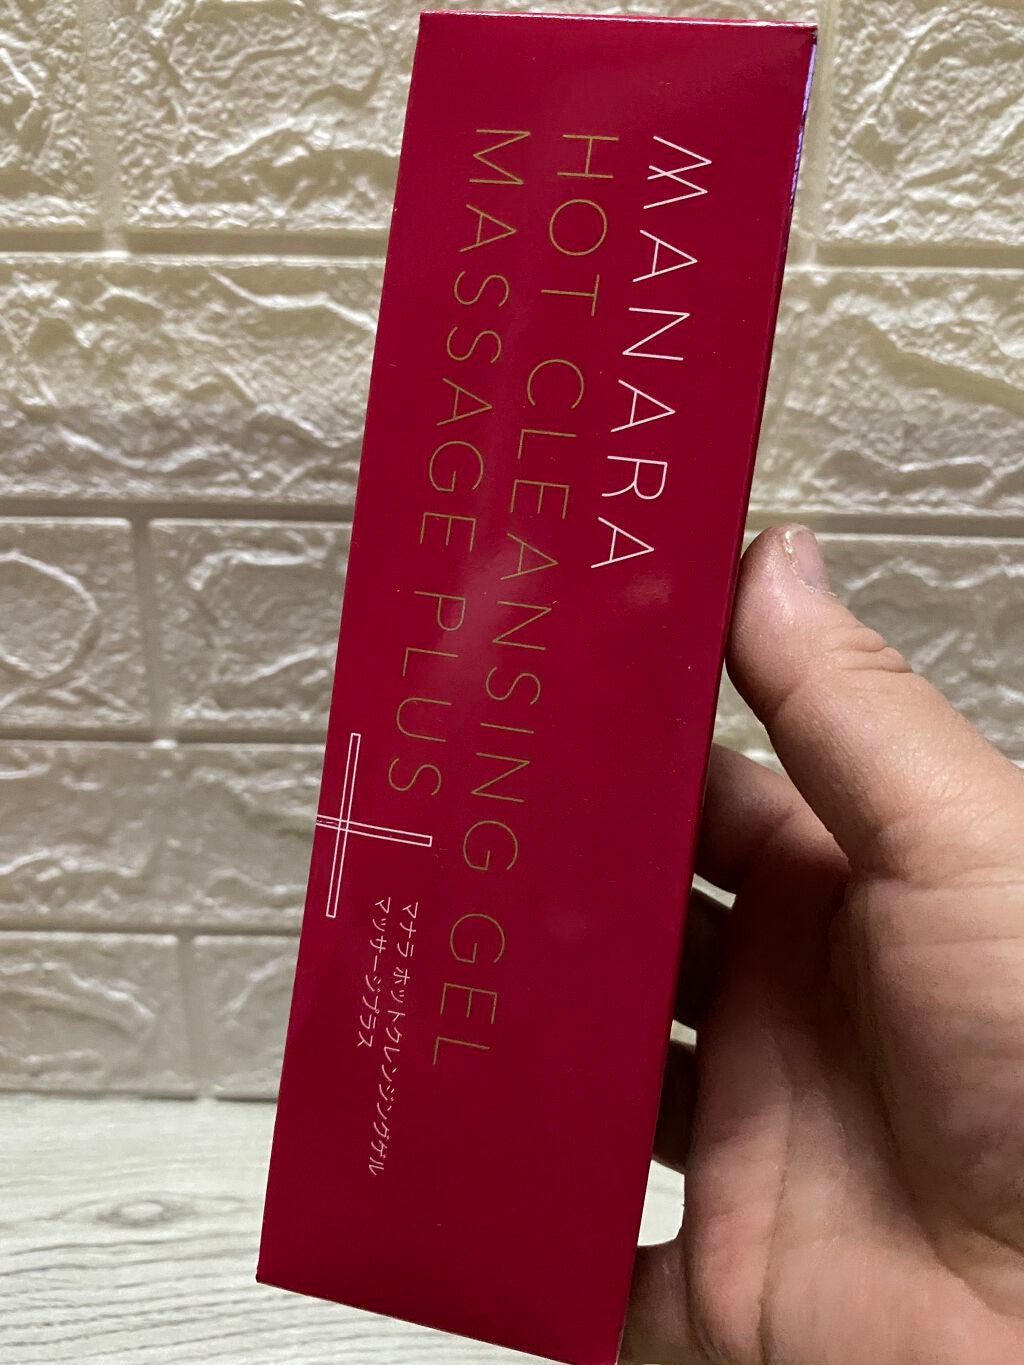 MANARA
HOT CLEANSING GEL
MASSAGE PLUS
マナラ ホットクレンジングゲル
マッサージプラス